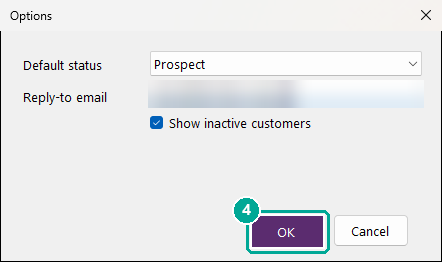 Options
Default status Prospect
Reply-to email
Show inactive customers
4
OK Cancel